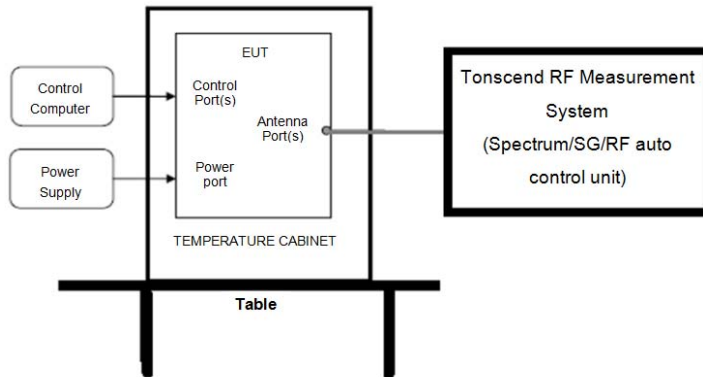 EUT
Control
Computer
Control
Port(s)
Antenna
Port(s)
Power
Supply
Power
port
TEMPERATURE CABINET
Table
Tonscend RF Measurement
System
(Spectrum/SG/RF auto
control unit)